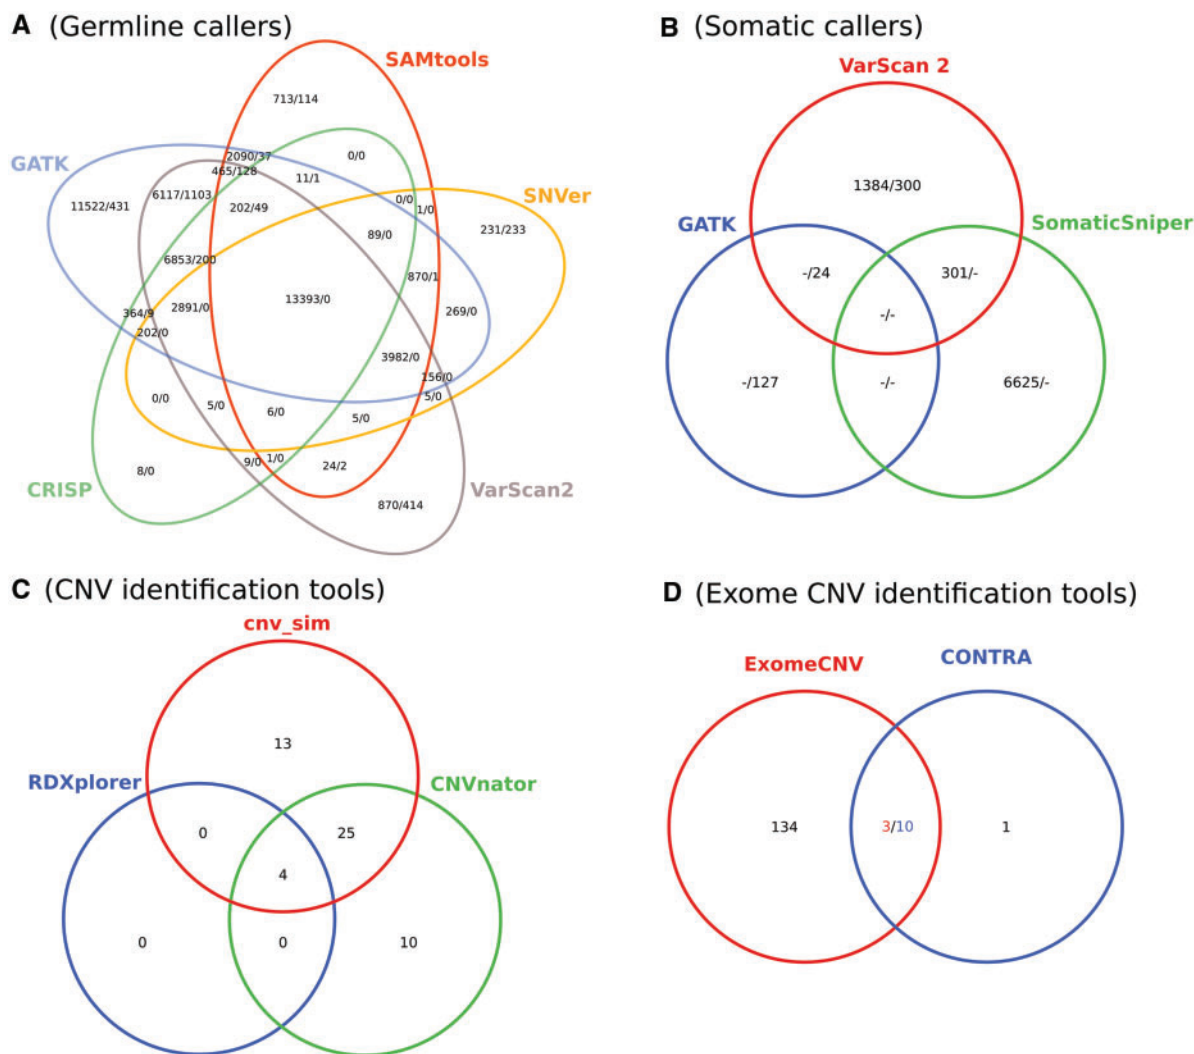 A (Germline callers)
SAMtools
713/114
GATK
2090/37
0/0
465/128
11/1
SNVer
6117/1103
11522/431
202/49
0/0
1/0
231/233
89/0
6853/200
870/1
2891/0
13393/0
364/9
269/0
202/0
3982/0
156/0
0/0
5/0
6/0
5/0
5/0
8/0
9/0
1/0
24/2
CRISP
VarScan2
870/414
B (Somatic callers)
VarScan 2
1384/300
GATK
SomaticSniper
-/24
301/-
-/-
-/127
-/-
6625/-
C (CNV identification tools)
cnv_sim
13
RDXplorer
CNVnator
0
25
4
0
0
10
D (Exome CNV identification tools)
ExomeCNV
CONTRA
134
3/10
1